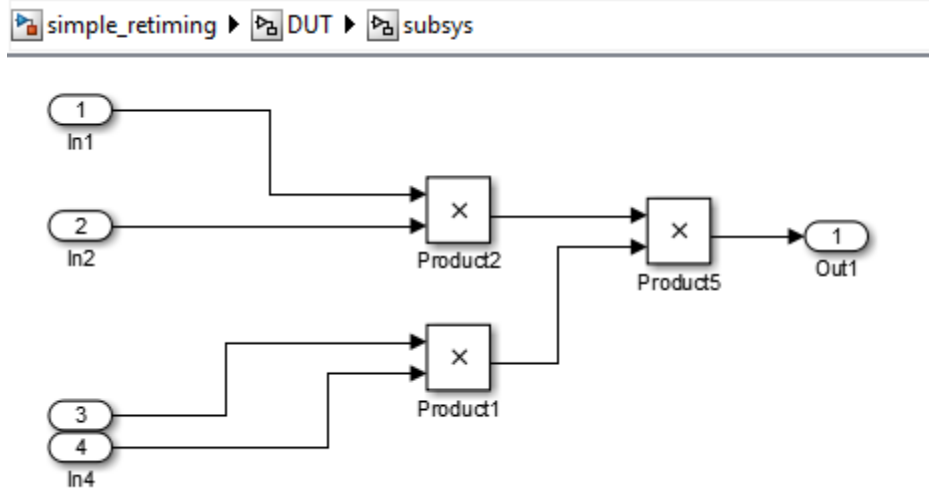 simple_retiming DUT subsys
1
In1
×
2
In2
Product2
×
Product5
1
Out1
×
Product1
3
4
In4